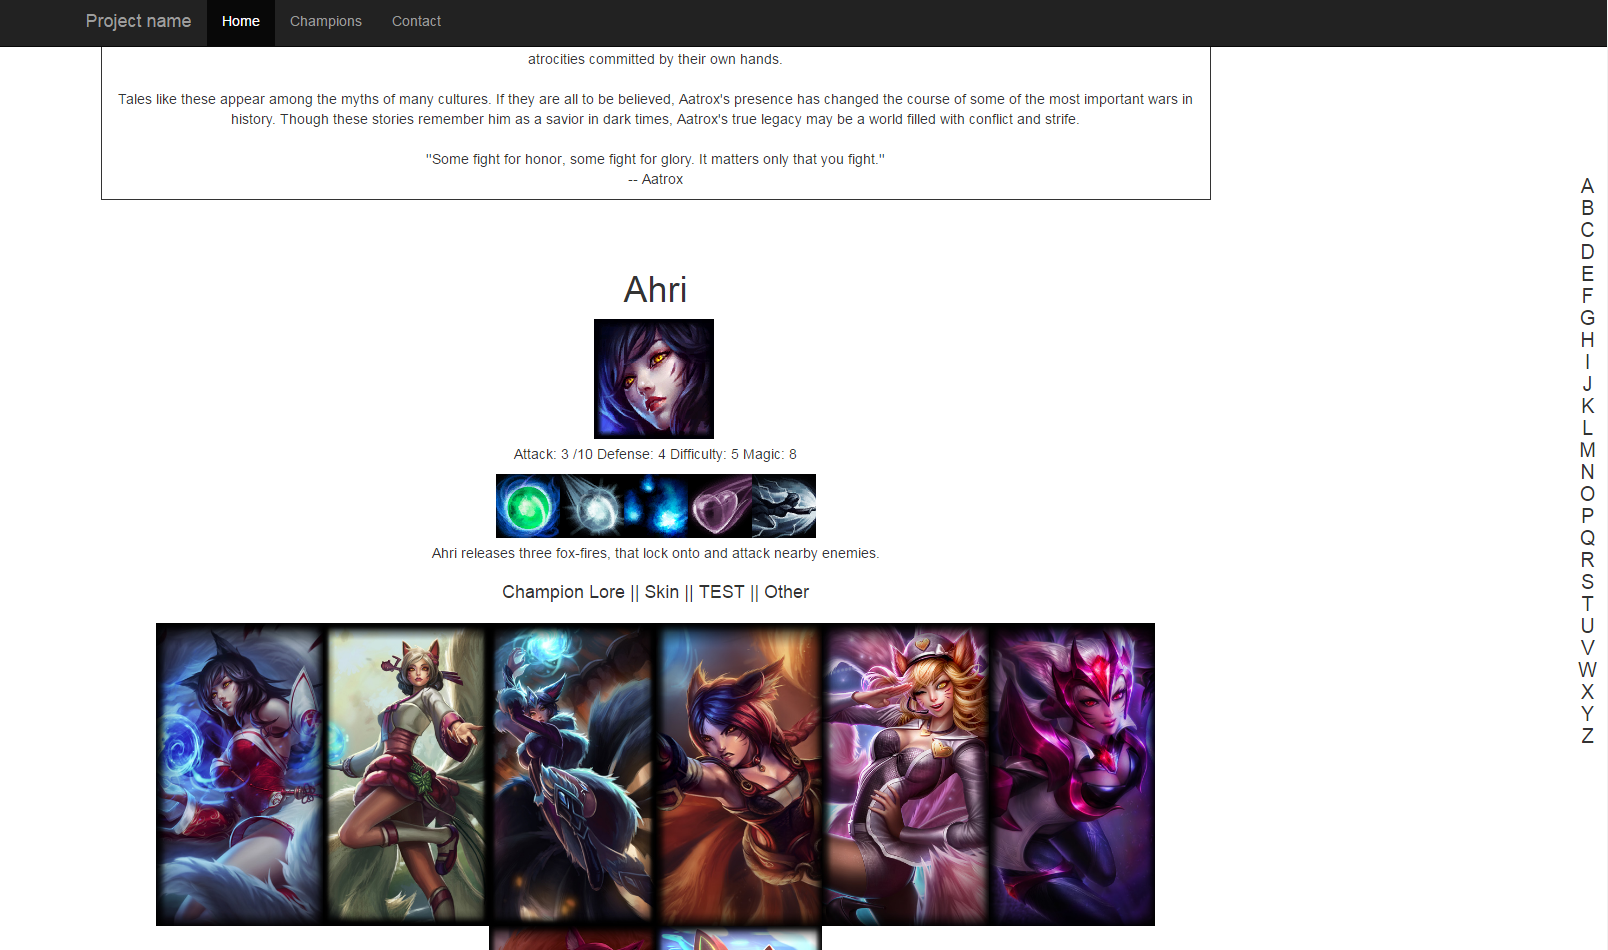 Project name Home Champions Contact
atrocities committed by their own hands.
Tales like these appear among the myths of many cultures. If they are all to be believed, Aatrox's presence has changed the course of some of the most important wars in
history. Though these stories remember him as a savior in dark times, Aatrox's true legacy may be a world filled with conflict and strife.
"Some fight for honor, some fight for glory. It matters only that you fight."
-- Aatrox
Ahri
Attack: 3 /10 Defense: 4 Difficulty: 5 Magic: 8
Ahri releases three fox-fires, that lock onto and attack nearby enemies.
Champion Lore || Skin || TEST || Other
A
B
C
D
E
F
G
H
I
J
K
L
M
N
O
P
Q
R
S
T
U
V
W
X
Y
Z